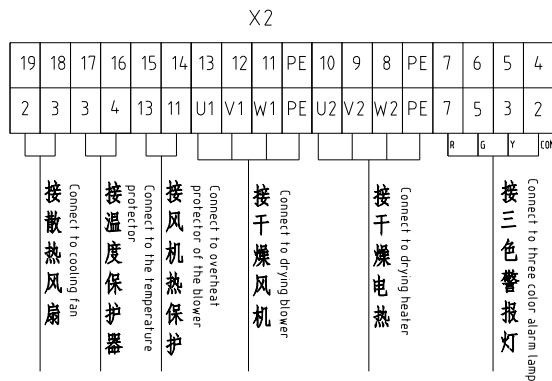 X2
19 18 17 16 15 14 13 12 11 PE 10 9 8 PE 7 6 5 4
2 3 3 4 13 11 U1 V1 W1 PE U2 V2 W2 PE 7 5 3 2
R G Y COM
接散热风扇
Connect to cooling fan
接温度保护器
Connect to the temperature
protector
接风机热保护
Connect to overheat
protector of the blower
接干燥风机
Connect to drying blower
接干燥电热
Connect to drying heater
接三色警报灯
Connect to three color alarm lamp